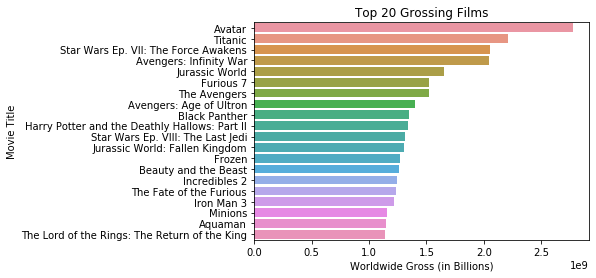 Top 20 Grossing Films
Movie Title
Avatar
Titanic
Star Wars Ep. VII: The Force Awakens
Avengers: Infinity War
Jurassic World
Furious 7
The Avengers
Avengers: Age of Ultron
Black Panther
Harry Potter and the Deathly Hallows: Part II
Star Wars Ep. VIII: The Last Jedi
Jurassic World: Fallen Kingdom
Frozen
Beauty and the Beast
Incredibles 2
The Fate of the Furious
Iron Man 3
Minions
Aquaman
The Lord of the Rings: The Return of the King
0.0 0.5 1.0 1.5 2.0 2.5
1e9
Worldwide Gross (in Billions)